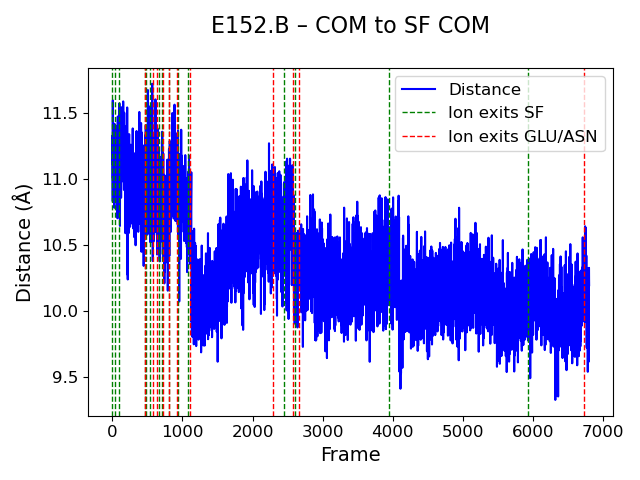 E152.B – COM to SF COM
Distance
Ion exits SF
Ion exits GLU/ASN
Distance (Å)
11.5
11.0
10.5
10.0
9.5
0 1000 2000 3000 4000 5000 6000 7000
Frame